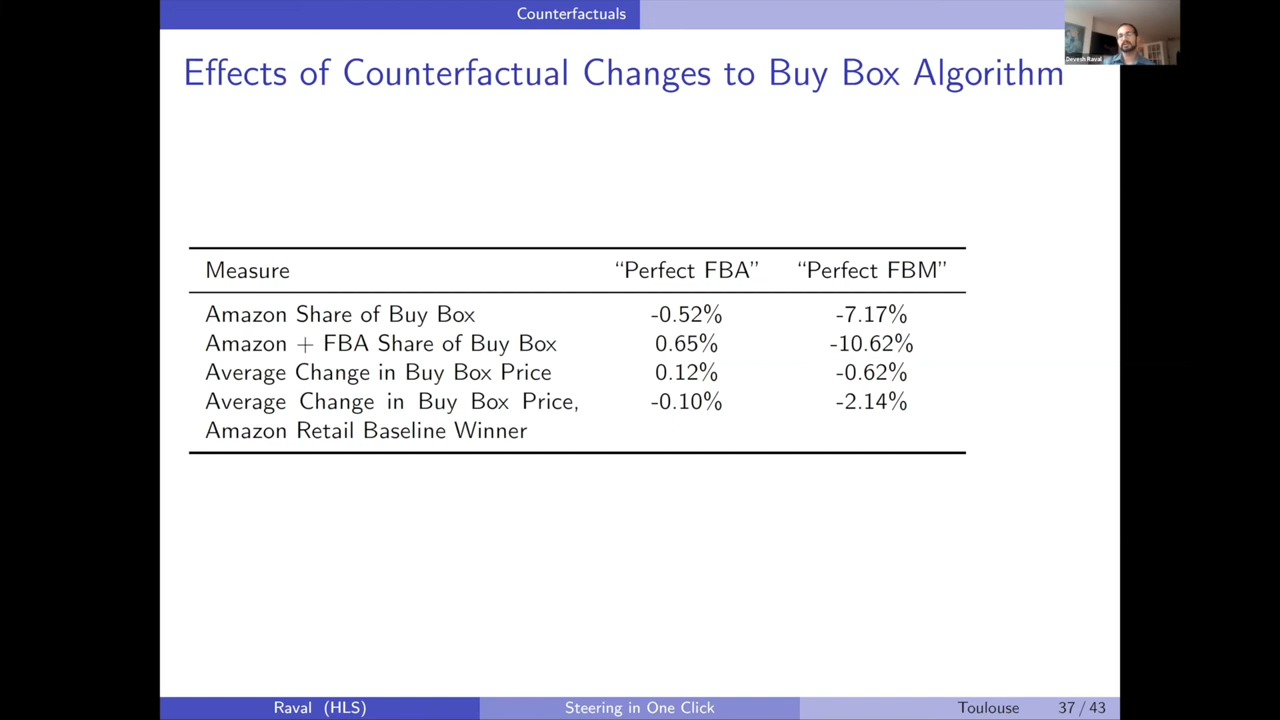 Counterfactuals
Effects of Counterfactual Changes to Buy Box Algorithm
Devesh Raval
Measure “Perfect FBA” “Perfect FBM”
Amazon Share of Buy Box -0.52% -7.17%
Amazon + FBA Share of Buy Box 0.65% -10.62%
Average Change in Buy Box Price 0.12% -0.62%
Average Change in Buy Box Price, -0.10% -2.14%
Amazon Retail Baseline Winner
Raval (HLS) Steering in One Click Toulouse 37 / 43